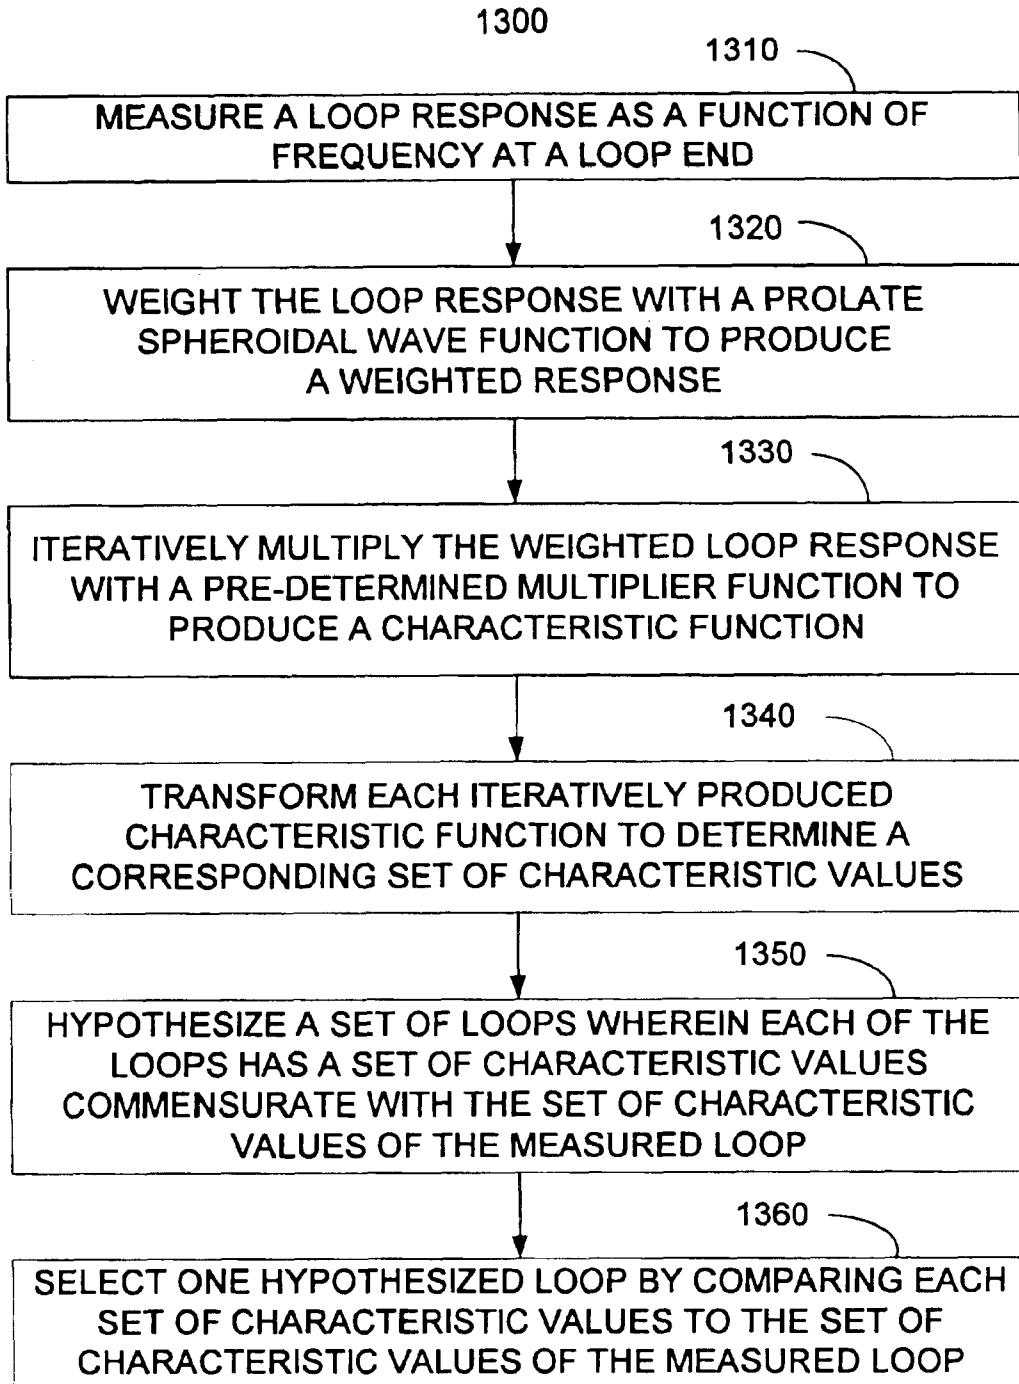 1300
1310
MEASURE A LOOP RESPONSE AS A FUNCTION OF
FREQUENCY AT A LOOP END
1320
WEIGHT THE LOOP RESPONSE WITH A PROLATE
SPHEROIDAL WAVE FUNCTION TO PRODUCE
A WEIGHTED RESPONSE
1330
ITERATIVELY MULTIPLY THE WEIGHTED LOOP RESPONSE
WITH A PRE-DETERMINED MULTIPLIER FUNCTION TO
PRODUCE A CHARACTERISTIC FUNCTION
1340
TRANSFORM EACH ITERATIVELY PRODUCED
CHARACTERISTIC FUNCTION TO DETERMINE A
CORRESPONDING SET OF CHARACTERISTIC VALUES
1350
HYPOTHESIZE A SET OF LOOPS WHEREIN EACH OF THE
LOOPS HAS A SET OF CHARACTERISTIC VALUES
COMMENSURATE WITH THE SET OF CHARACTERISTIC
VALUES OF THE MEASURED LOOP
1360
SELECT ONE HYPOTHESIZED LOOP BY COMPARING EACH
SET OF CHARACTERISTIC VALUES TO THE SET OF
CHARACTERISTIC VALUES OF THE MEASURED LOOP